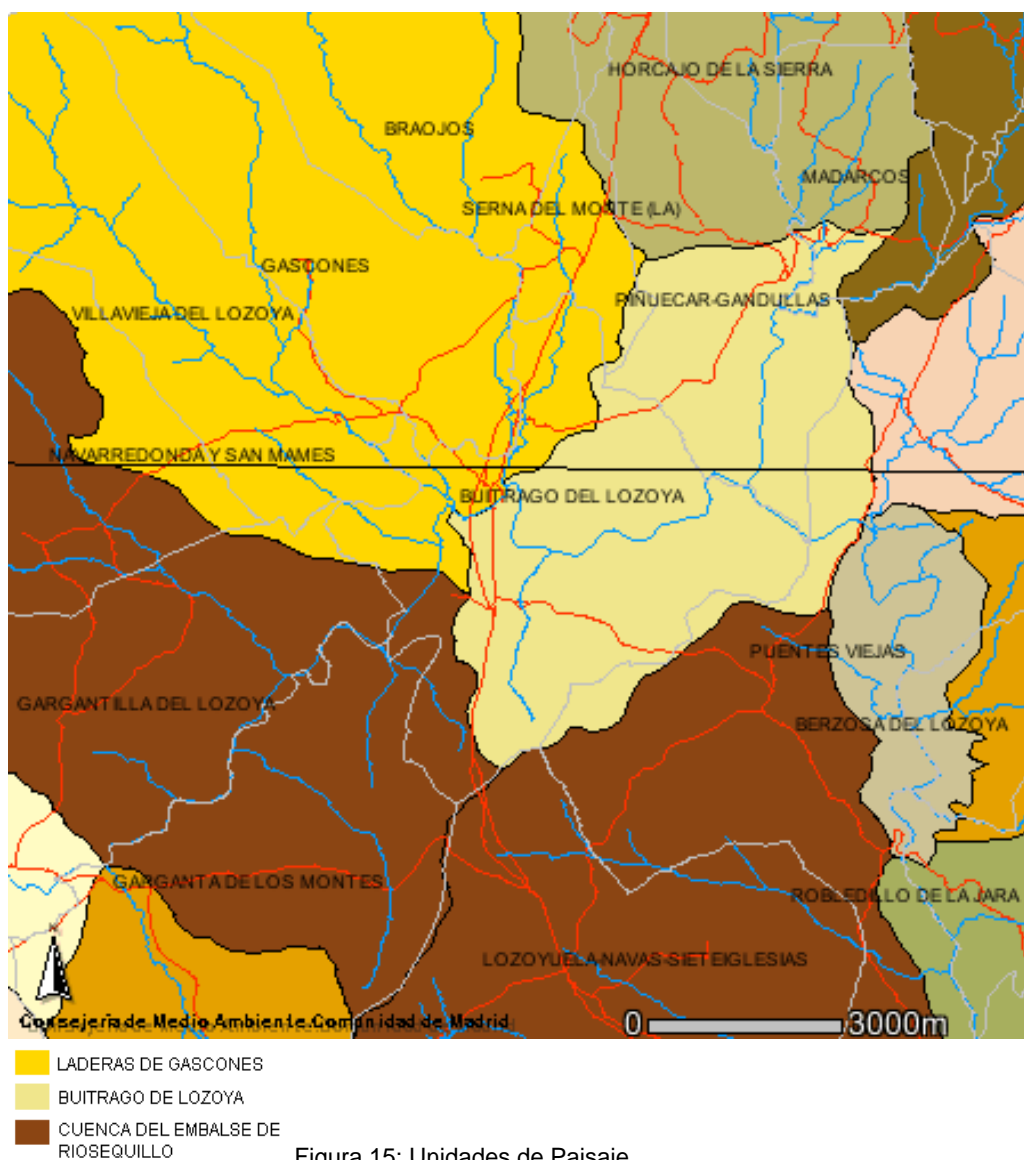 HORCAJO DE LA SIERRA
BRAOJOS
MADARCOS
SERNA DEL MONTE (LA)
GASCONES
PIÑUECAR-GANDULLAS
VILLAVIEJA DEL LOZOYA
NAVARREDONDA Y SAN MAMES
BUITRAGO DEL LOZOYA
PUENTES VIEJAS
GARGANTILLA DEL LOZOYA
BERZOSA DEL LOZOYA
GARGANTA DE LOS MONTES
ROBLEDILLO DE LA JARA
N
LOZOYUELA-NAVAS-SIETEIGLESIAS
Consejería de Medio Ambiente.Comunidad de Madrid
0 3000m
LADERAS DE GASCONES
BUITRAGO DE LOZOYA
CUENCA DEL EMBALSE DE
RIOSEQUILLO
Figura 15: Unidades de Paisaje